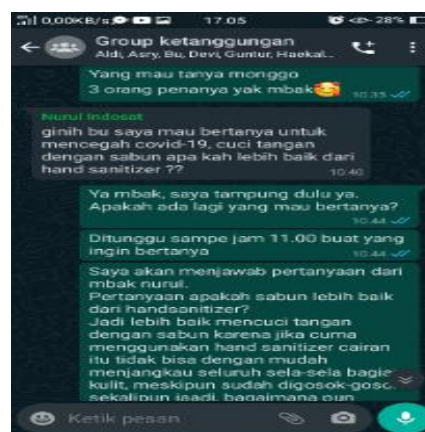 0,00KB/s 17.05 28%
Group ketanggungan
Aldi, Asry, Bu, Devi, Guntur, Haekal..
Yang mau tanya monggo
3 orang penanya yak mbak
10.35
Nurul Indosat
ginih bu saya mau bertanya untuk
mencegah covid-19, cuci tangan
dengan sabun apa kah lebih baik dari
hand sanitizer ??
10.40
Ya mbak, saya tampung dulu ya.
Apakah ada lagi yang mau bertanya?
10.44
Ditunggu sampe jam 11.00 buat yang
ingin bertanya
10.44
Saya akan menjawab pertanyaan dari
mbak nurul.
Pertanyaan apakah sabun lebih baik
dari handsanitizer?
Jadi lebih baik mencuci tangan
dengan sabun karena jika cuma
menggunakan hand sanitizer cairan
itu tidak bisa dengan mudah
menjangkau seluruh sela-sela bagia
kulit, meskipun sudah digosok-goso
sekalipun jaadi, bagaimana pun
Ketik pesan